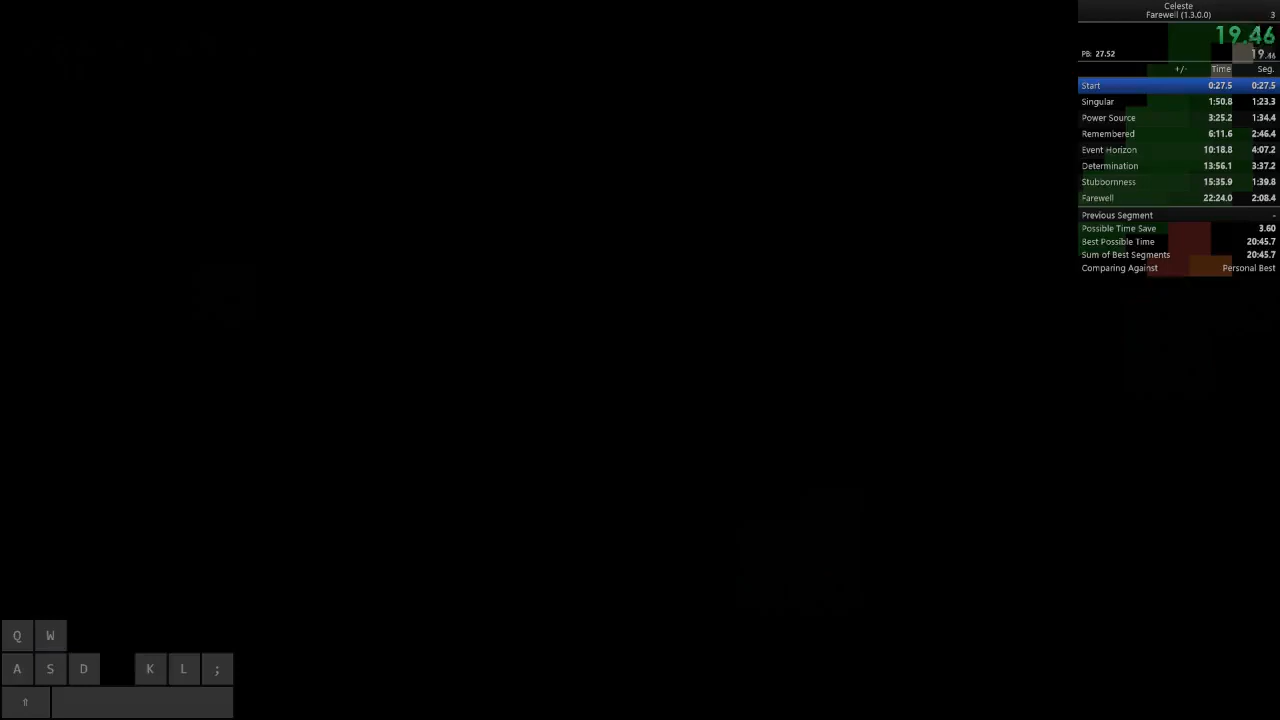 Celeste
Farewell (1.3.0.0) 3
19.46
PB: 27.52 19.46
+/- Time Seg.
Start 0:27.5 0:27.5
Singular 1:50.8 1:23.3
Power Source 3:25.2 1:34.4
Remembered 6:11.6 2:46.4
Event Horizon 10:18.8 4:07.2
Determination 13:56.1 3:37.2
Stubbornness 15:35.9 1:39.8
Farewell 22:24.0 2:08.4
Previous Segment -
Possible Time Save 3.60
Best Possible Time 20:45.7
Sum of Best Segments 20:45.7
Comparing Against Personal Best
Q W
A S D K L ;
⇧